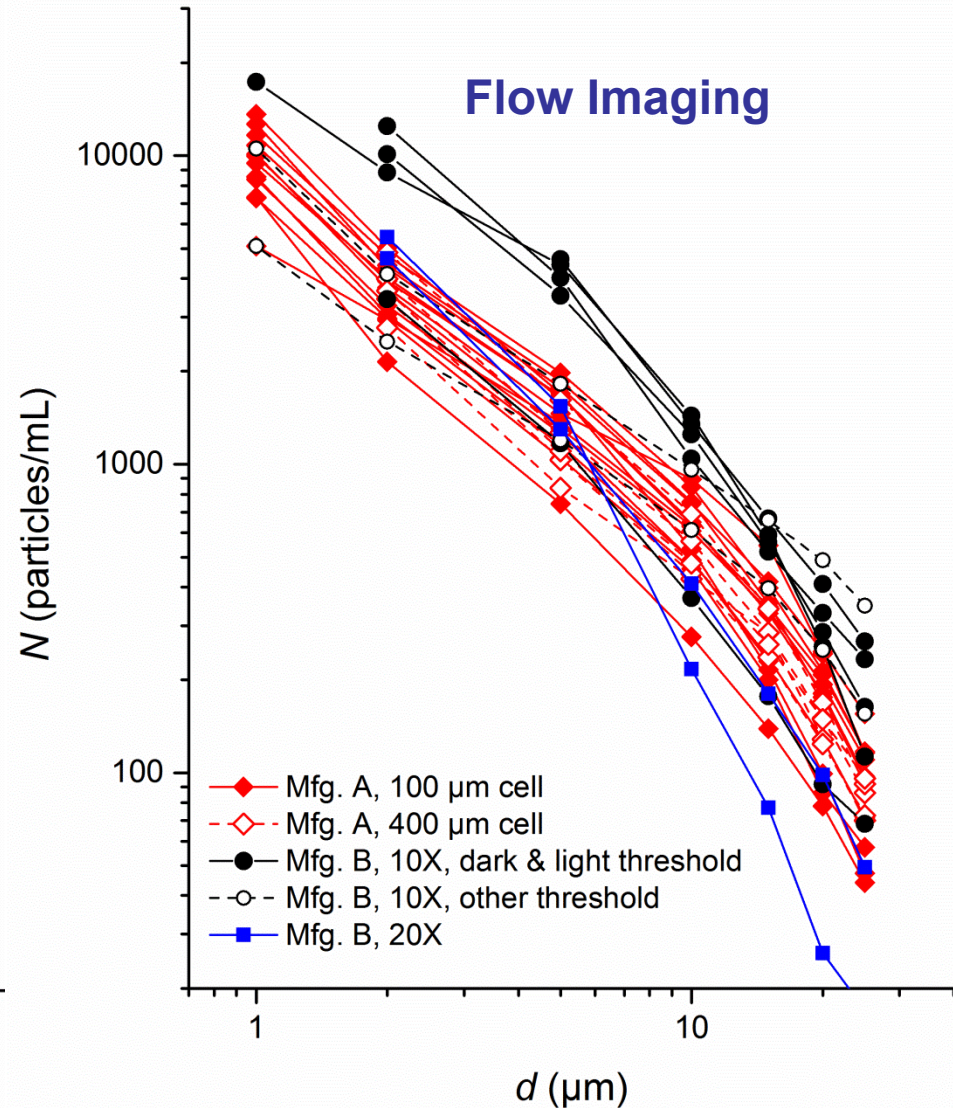 Flow Imaging
10000
1000
100
N (particles/mL)
Mfg. A, 100 µm cell
Mfg. A, 400 µm cell
Mfg. B, 10X, dark & light threshold
Mfg. B, 10X, other threshold
Mfg. B, 20X
1
10
d (µm)